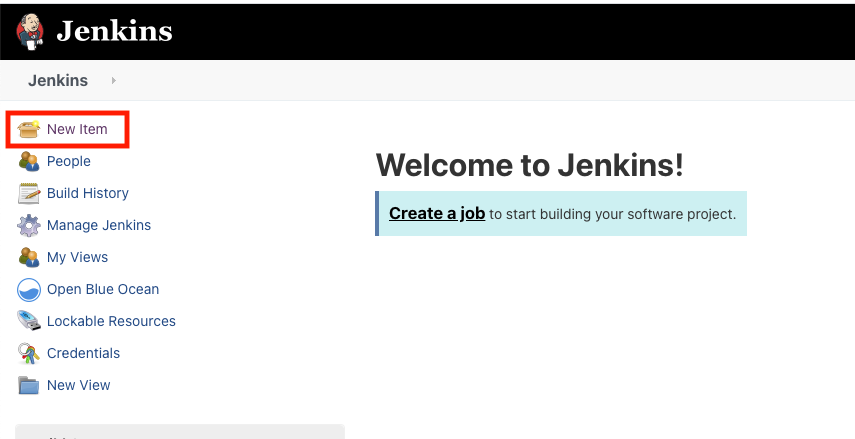 Jenkins
Jenkins
New Item
People
Build History
Manage Jenkins
My Views
Open Blue Ocean
Lockable Resources
Credentials
New View
Welcome to Jenkins!
Create a job to start building your software project.